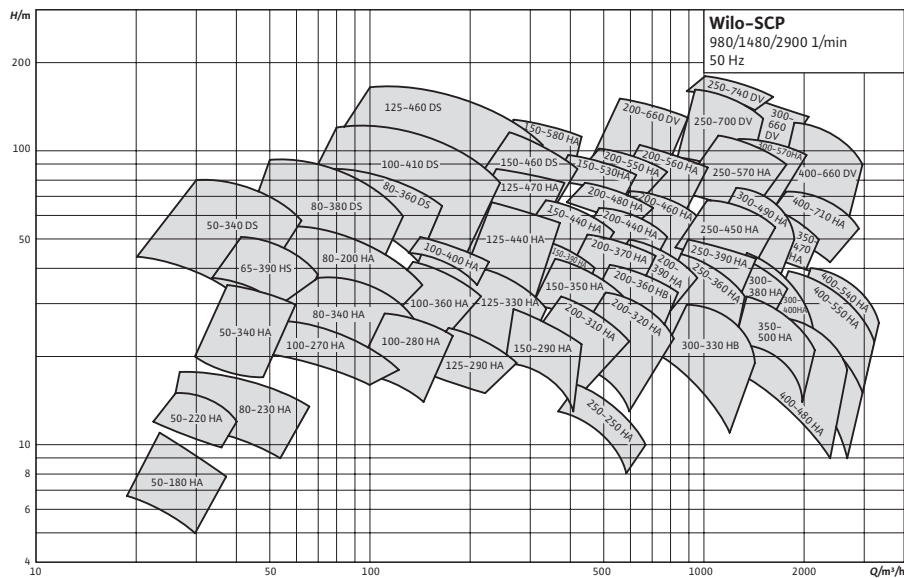 H/m
Wilo–SCP
980/1480/2900 1/min
50 Hz
200
100
50
10
8
6
4
10
50
100
500
1000
2000
Q/m³/h
250–740 DV
125–460 DS
200–660 DV
300–
660
DV
250–700 DV
150–580 HA
300–570HA
100–410 DS
150–460 DS
150–530HA
200–550 HA
200–560 HA
250–570 HA
400–660 DV
80–380 DS
80–360 DS
125–470 HA
200–480 HA
200–460 HA
300–490 HA
400–710 HA
50–340 DS
150–440 HA
200–440 HA
250–450 HA
350–
470
HA
80–200 HA
100–400 HA
125–440 HA
150–390 HA
200–370 HA
200–
390 HA
250–390 HA
65–390 HS
150–350 HA
200–360 HB
250–360 HA
300–
380 HA
300–
400HA
400–540 HA
400–550 HA
100–360 HA
125–330 HA
80–340 HA
50–340 HA
200–310 HA
200–320 HA
350–
500 HA
100–270 HA
100–280 HA
150–290 HA
300–330 HB
125–290 HA
400–480 HA
80–230 HA
50–220 HA
250–250 HA
50–180 HA